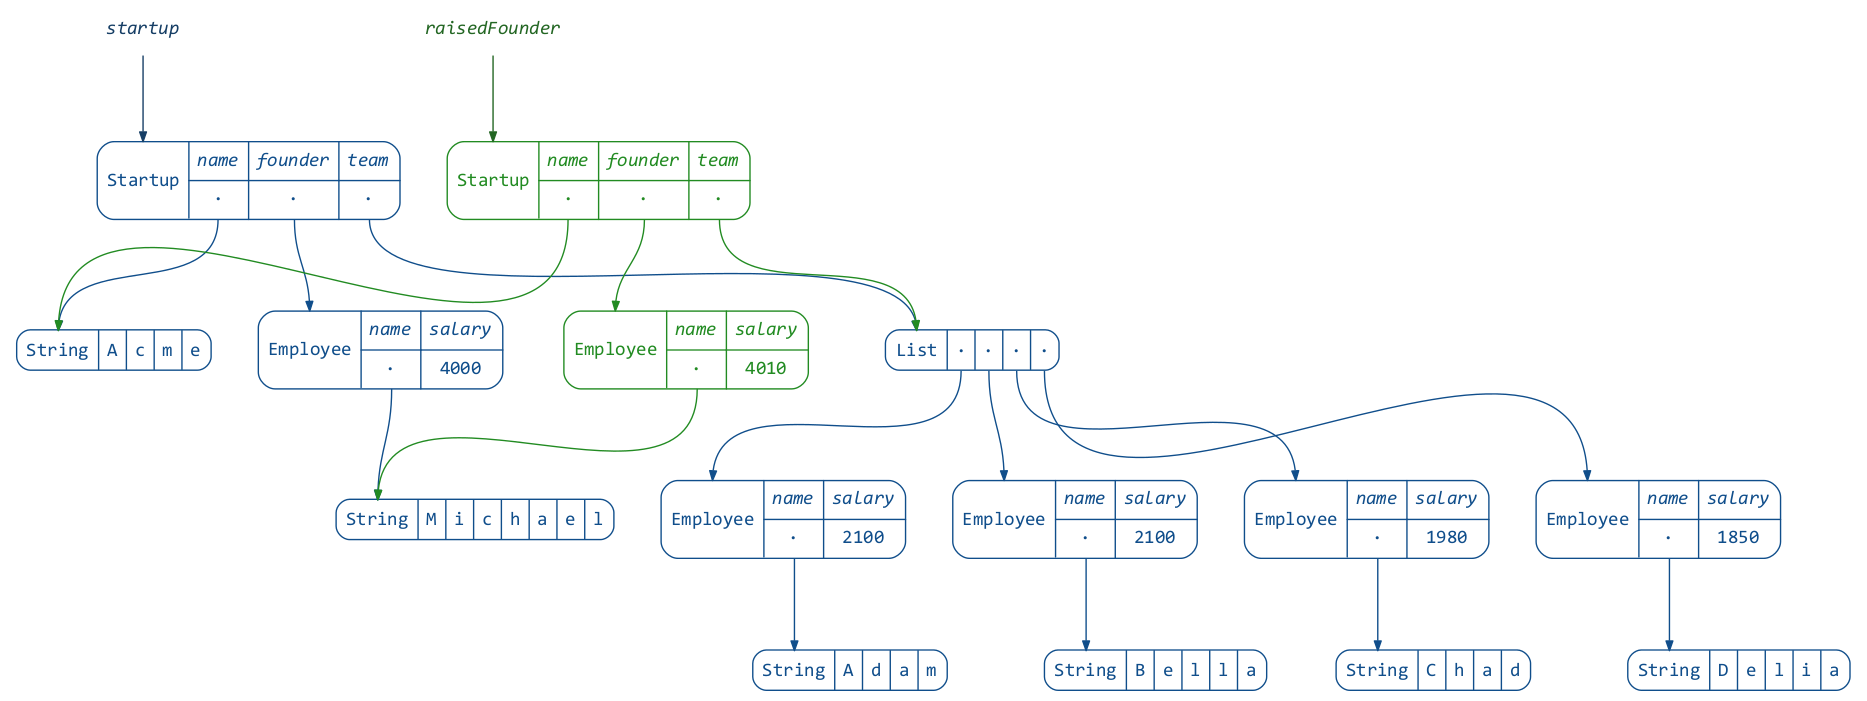 startup raisedFounder
name founder team name founder team
Startup Startup
. . . . . .
name salary name salary
String A c m e Employee Employee List . . . .
. 4000 . 4010
name salary name salary name salary name salary
String M i c h a e l Employee Employee Employee Employee
. 2100 . 2100 . 1980 . 1850
String A d a m String B e l l a String C h a d String D e l i a